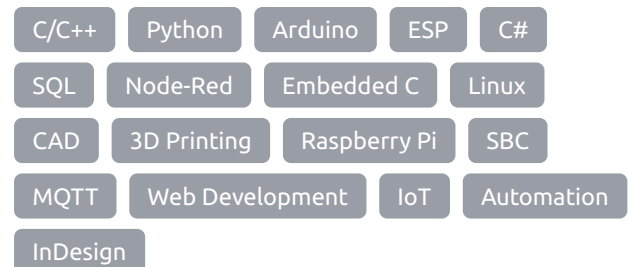 C/C++ Python Arduino ESP C#
SQL Node-Red Embedded C Linux
CAD 3D Printing Raspberry Pi SBC
MQTT Web Development IoT Automation
InDesign